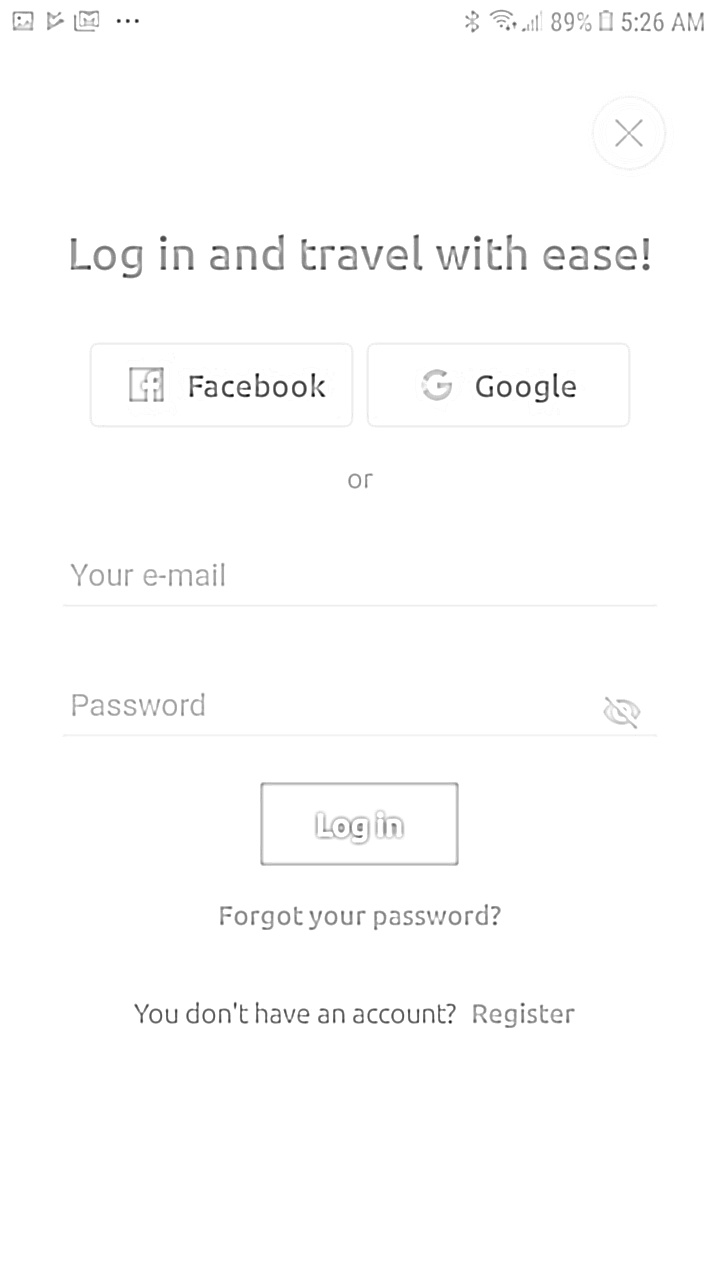 89% 5:26 AM
Log in and travel with ease!
Facebook Google
or
Your e-mail
Password
Log in
Forgot your password?
You don't have an account? Register